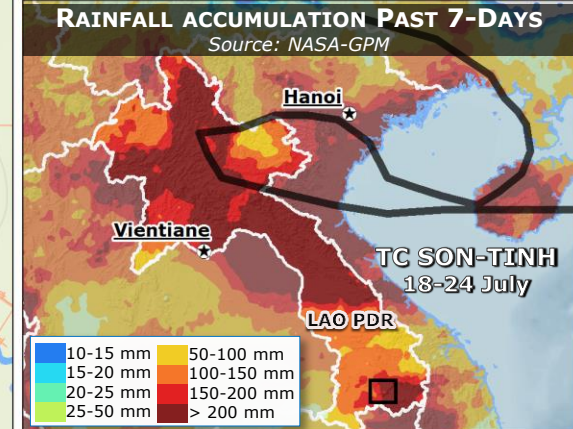 RAINFALL ACCUMULATION PAST 7-DAYS
Source: NASA-GPM
Hanoi
Vientiane
TC SON-TINH
18-24 July
LAO PDR
10-15 mm
15-20 mm
20-25 mm
25-50 mm
50-100 mm
100-150 mm
150-200 mm
> 200 mm